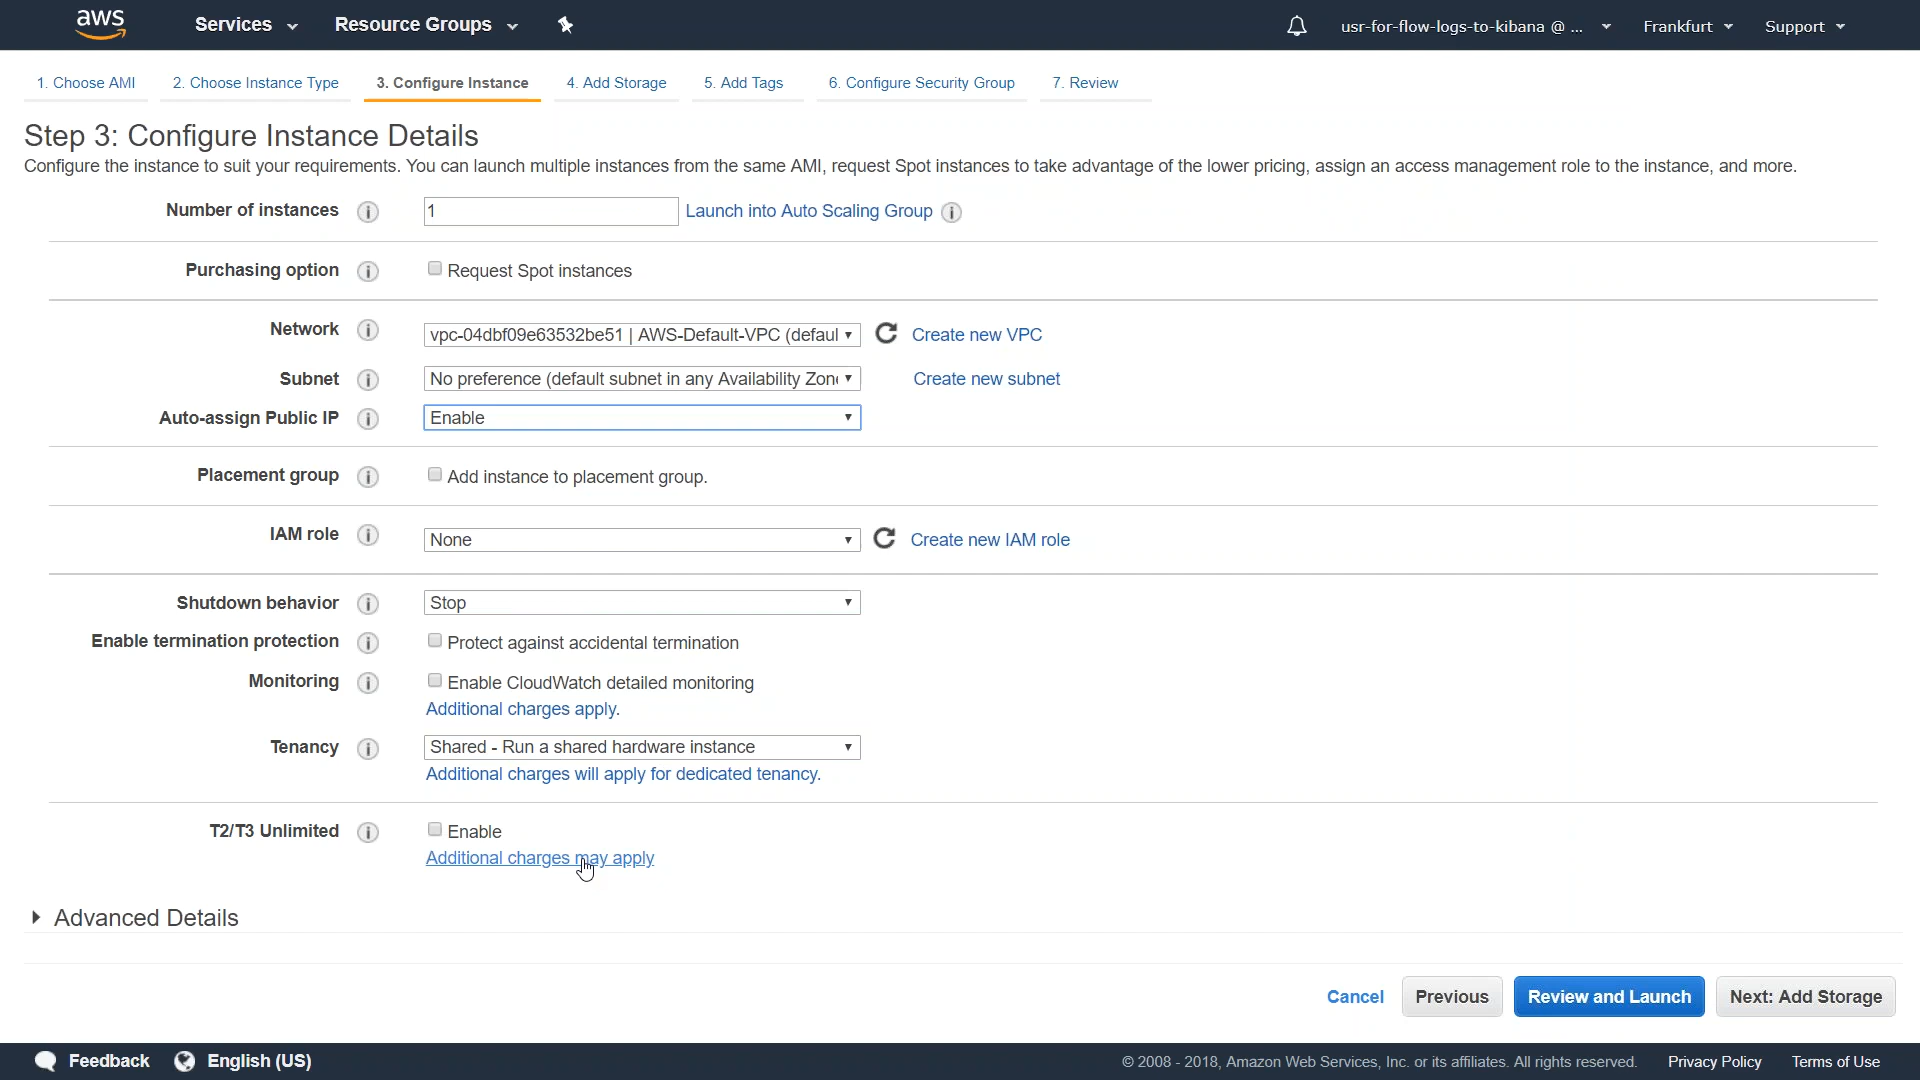 aws Services Resource Groups usr-for-flow-logs-to-kibana @ ... Frankfurt Support
1. Choose AMI 2. Choose Instance Type 3. Configure Instance 4. Add Storage 5. Add Tags 6. Configure Security Group 7. Review
Step 3: Configure Instance Details
Configure the instance to suit your requirements. You can launch multiple instances from the same AMI, request Spot instances to take advantage of the lower pricing, assign an access management role to the instance, and more.
Number of instances 1 Launch into Auto Scaling Group
Purchasing option Request Spot instances
Network vpc-04dbf09e63532be51 | AWS-Default-VPC (defaul Create new VPC
Subnet No preference (default subnet in any Availability Zon Create new subnet
Auto-assign Public IP Enable
Placement group Add instance to placement group.
IAM role None Create new IAM role
Shutdown behavior Stop
Enable termination protection Protect against accidental termination
Monitoring Enable CloudWatch detailed monitoring
Additional charges apply.
Tenancy Shared - Run a shared hardware instance
Additional charges will apply for dedicated tenancy.
T2/T3 Unlimited Enable
Additional charges may apply
Advanced Details
Cancel Previous Review and Launch Next: Add Storage
Feedback English (US) © 2008 - 2018, Amazon Web Services, Inc. or its affiliates. All rights reserved. Privacy Policy Terms of Use